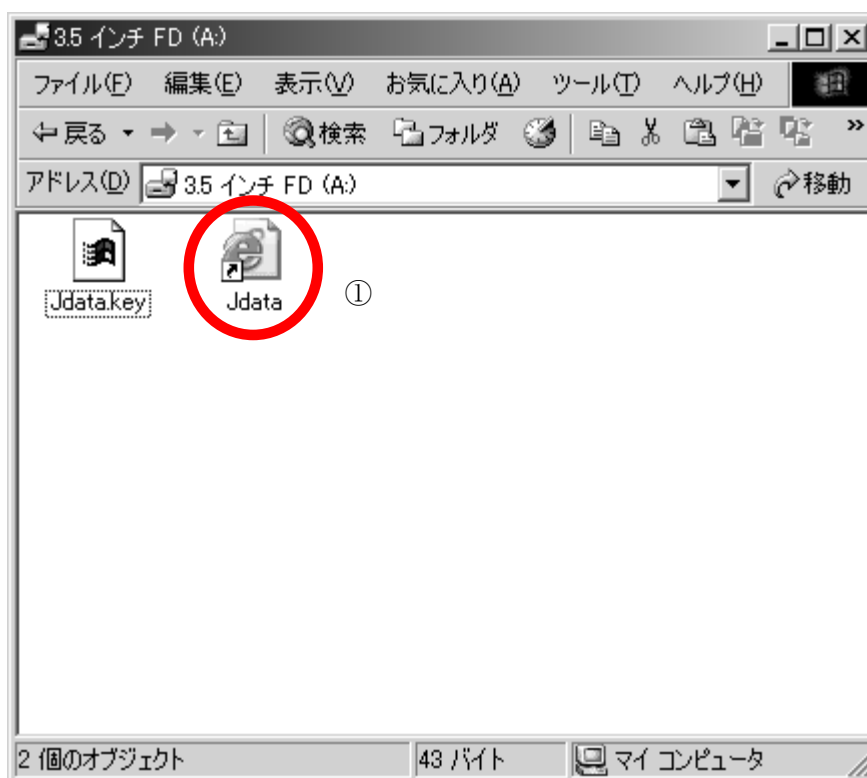 3.5 インチ FD (A:)
ファイル(F) 編集(E) 表示(V) お気に入り(A) ツール(T) ヘルプ(H)
戻る 検索 フォルダ »
アドレス(D) 3.5 インチ FD (A:) 移動
Jdata.key Jdata ①
2 個のオブジェクト 43 バイト マイ コンピュータ